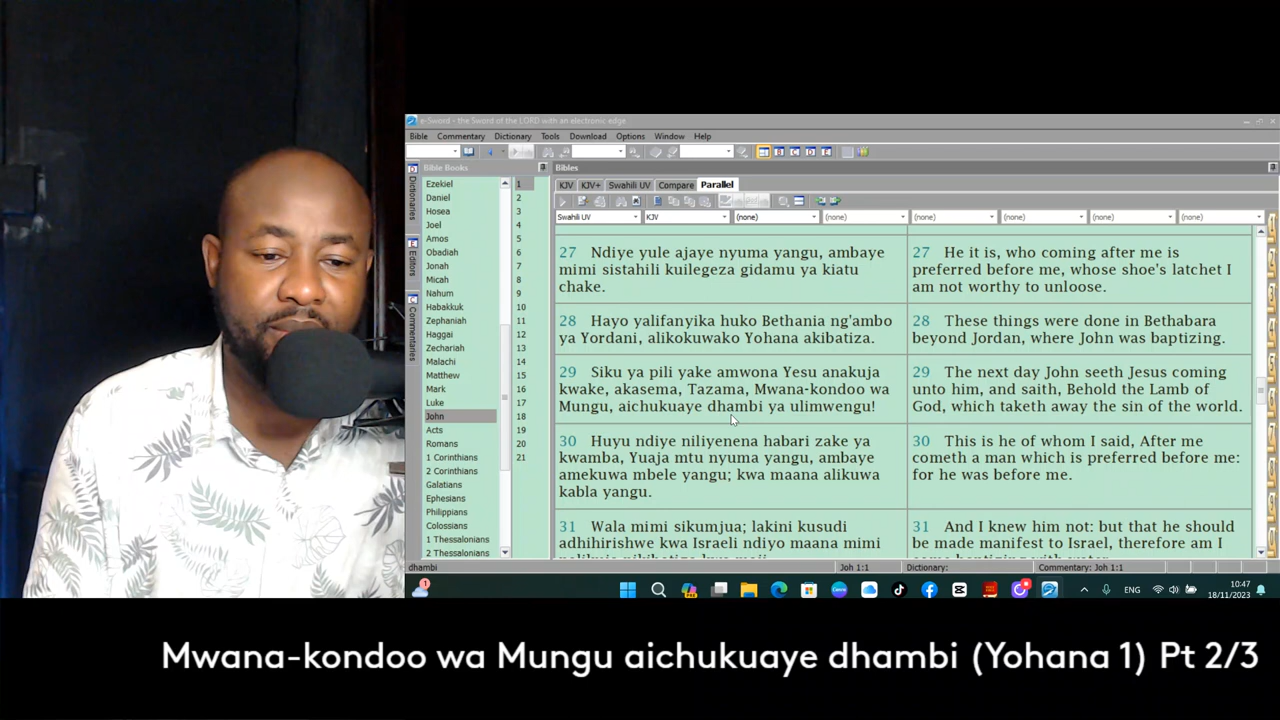 e-Sword - the Sword of the LORD with an electronic edge
Bible Commentary Dictionary Tools Download Options Window Help
Bible Books
Bibles
Dictionaries
Editors
Commentaries
Ezekiel
Daniel
Hosea
Joel
Amos
Obadiah
Jonah
Micah
Nahum
Habakkuk
Zephaniah
Haggai
Zechariah
Malachi
Matthew
Mark
Luke
John
Acts
Romans
1 Corinthians
2 Corinthians
Galatians
Ephesians
Philippians
Colossians
1 Thessalonians
2 Thessalonians
1
2
3
4
5
6
7
8
9
10
11
12
13
14
15
16
17
18
19
20
21
KJV KJV+ Swahili UV Compare Parallel
Swahili UV KJV (none) (none) (none) (none) (none) (none)
27 Ndiye yule ajaye nyuma yangu, ambaye
mimi sistahili kuilegeza gidamu ya kiatu
chake.
27 He it is, who coming after me is
preferred before me, whose shoe's latchet I
am not worthy to unloose.
28 Hayo yalifanyika huko Bethania ng'ambo
ya Yordani, alikokuwako Yohana akibatiza.
28 These things were done in Bethabara
beyond Jordan, where John was baptizing.
29 Siku ya pili yake amwona Yesu anakuja
kwake, akasema, Tazama, Mwana-kondoo wa
Mungu, aichukuaye dhambi ya ulimwengu!
29 The next day John seeth Jesus coming
unto him, and saith, Behold the Lamb of
God, which taketh away the sin of the world.
30 Huyu ndiye niliyenena habari zake ya
kwamba, Yuaja mtu nyuma yangu, ambaye
amekuwa mbele yangu; kwa maana alikuwa
kabla yangu.
30 This is he of whom I said, After me
cometh a man which is preferred before me:
for he was before me.
31 Wala mimi sikumjua; lakini kusudi
adhihirishwe kwa Israeli ndiyo maana mimi
31 And I knew him not: but that he should
be made manifest to Israel, therefore am I
dhambi
Joh 1:1
Dictionary:
Commentary: Joh 1:1
1
ENG
10:47
18/11/2023
Mwana-kondoo wa Mungu aichukuaye dhambi (Yohana 1) Pt 2/3